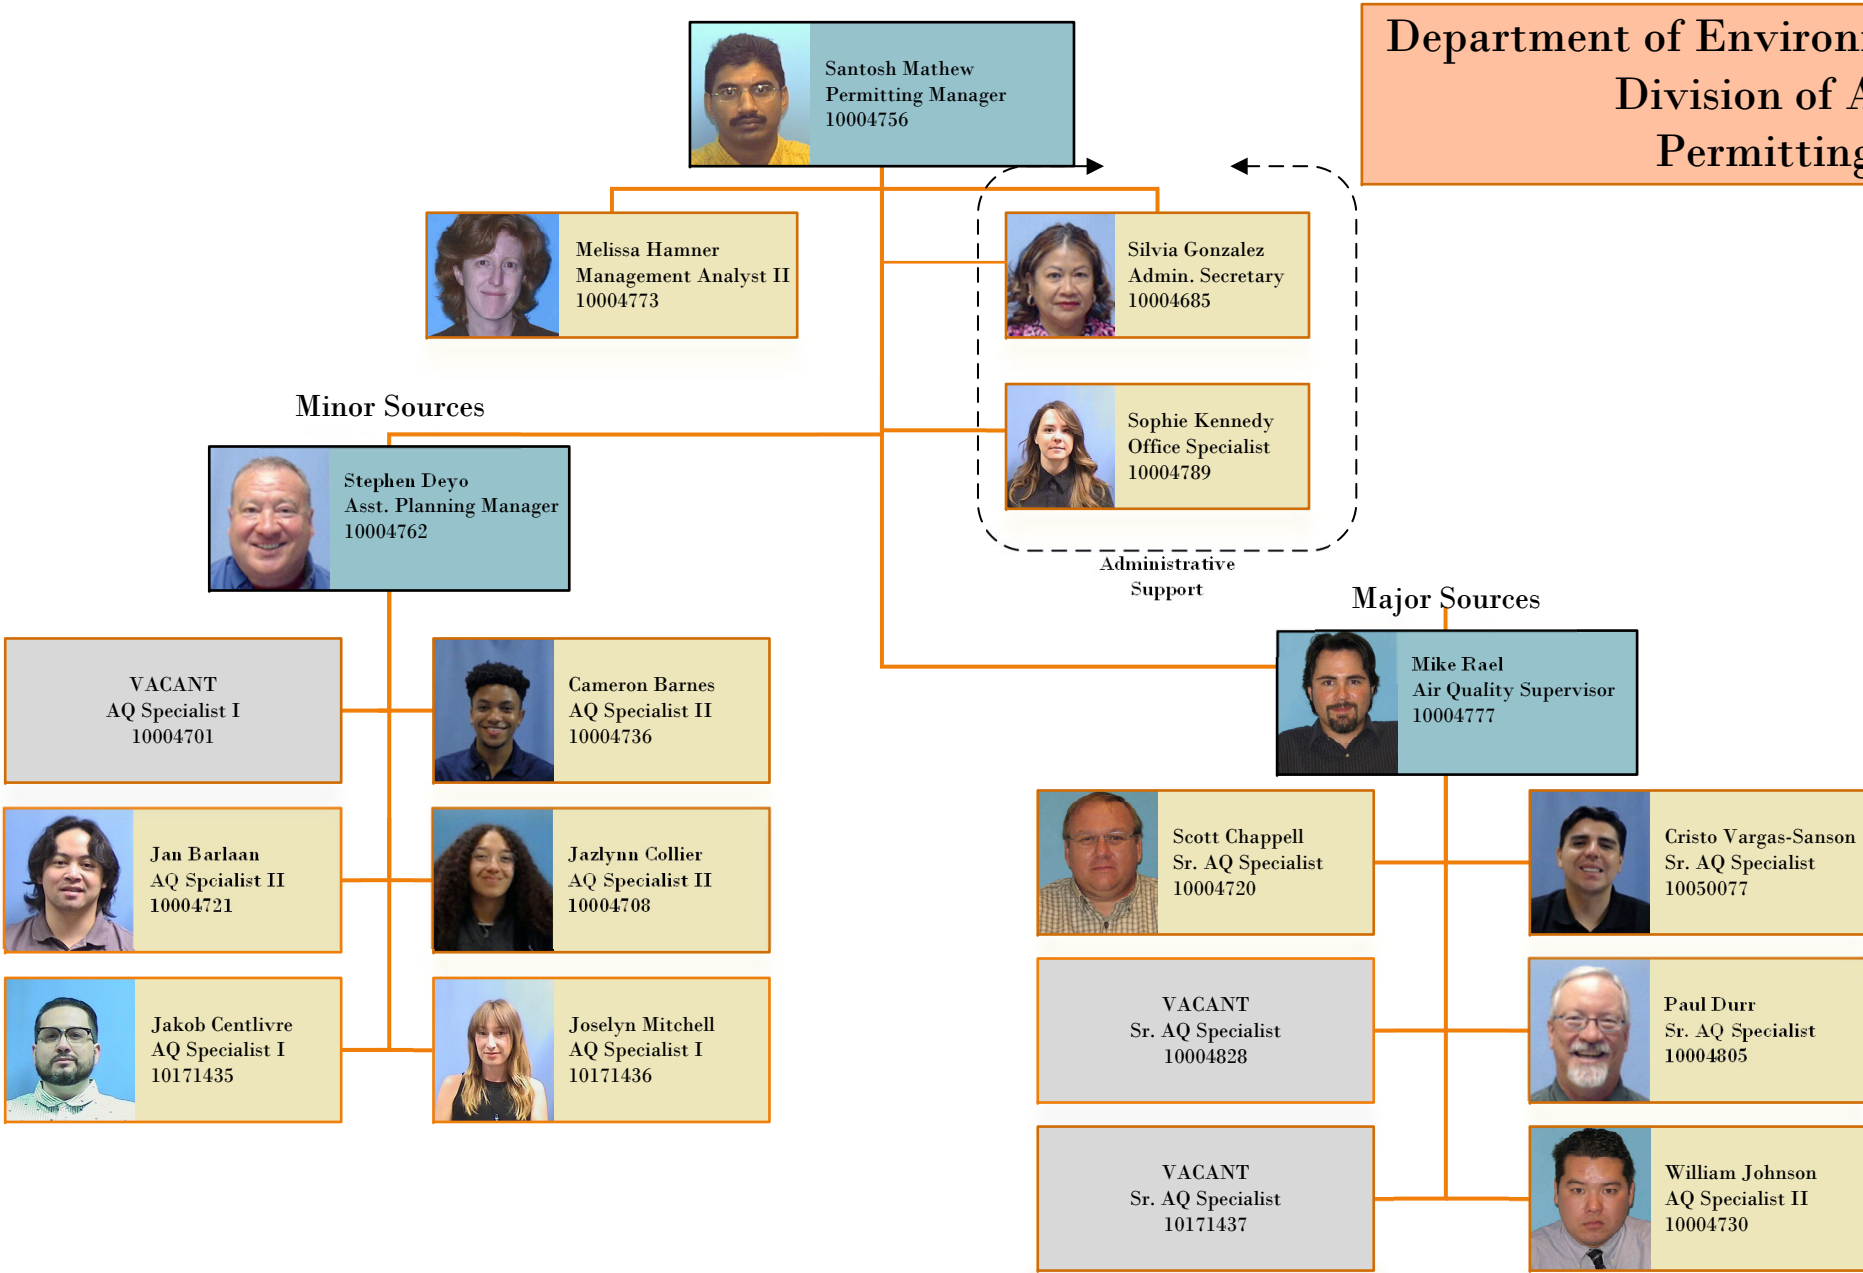 Department of Environ
Division of A
Permitting
Santosh Mathew
Permitting Manager
10004756
Melissa Hamner
Management Analyst II
10004773
Silvia Gonzalez
Admin. Secretary
10004685
Sophie Kennedy
Office Specialist
10004789
Administrative
Support
Minor Sources
Stephen Deyo
Asst. Planning Manager
10004762
VACANT
AQ Specialist I
10004701
Cameron Barnes
AQ Specialist II
10004736
Jan Barlaan
AQ Spcialist II
10004721
Jazlynn Collier
AQ Specialist II
10004708
Jakob Centlivre
AQ Specialist I
10171435
Joselyn Mitchell
AQ Specialist I
10171436
Major Sources
Mike Rael
Air Quality Supervisor
10004777
Scott Chappell
Sr. AQ Specialist
10004720
Cristo Vargas-Sanson
Sr. AQ Specialist
10050077
VACANT
Sr. AQ Specialist
10004828
Paul Durr
Sr. AQ Specialist
10004805
VACANT
Sr. AQ Specialist
10171437
William Johnson
AQ Specialist II
10004730